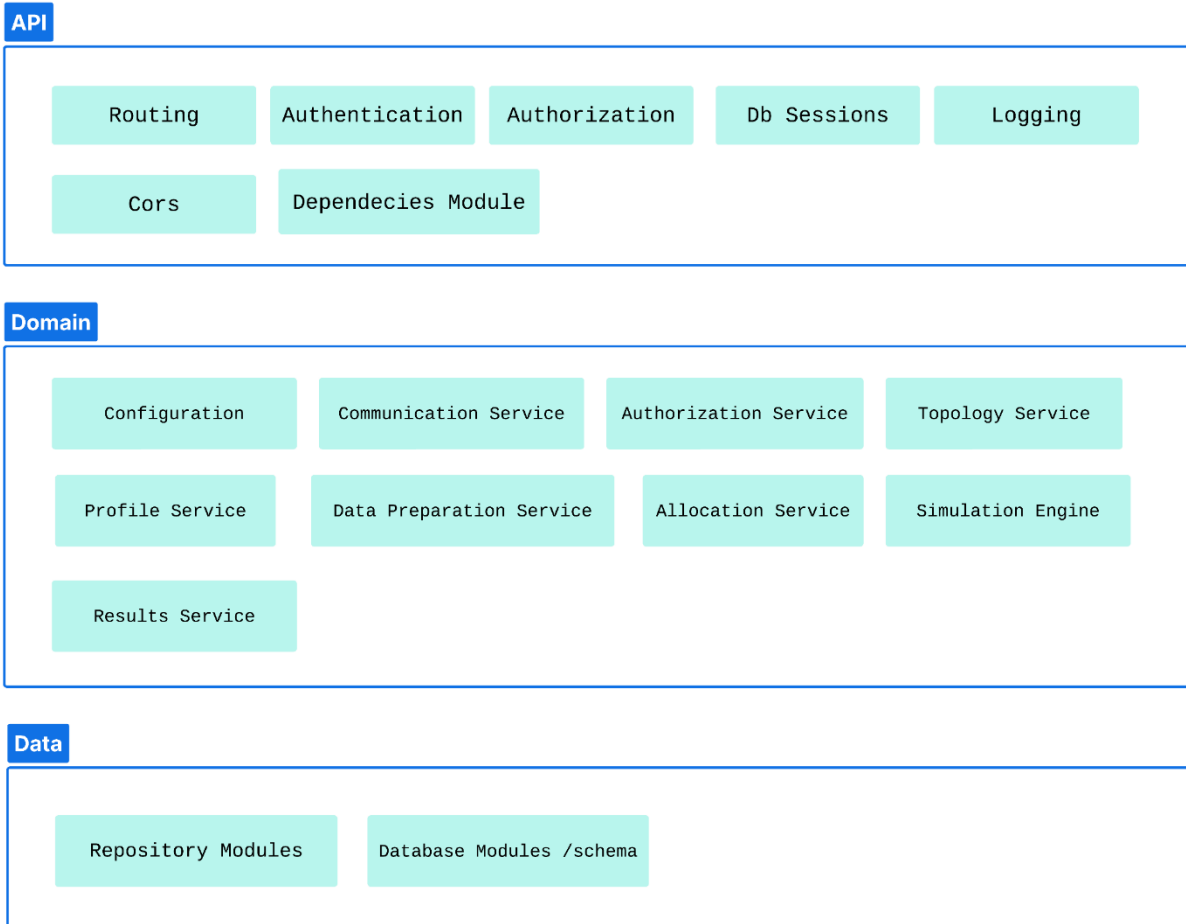 API
Routing
Authentication
Authorization
Db Sessions
Logging
Cors
Dependecies Module
Domain
Configuration
Communication Service
Authorization Service
Topology Service
Profile Service
Data Preparation Service
Allocation Service
Simulation Engine
Results Service
Data
Repository Modules
Database Modules /schema